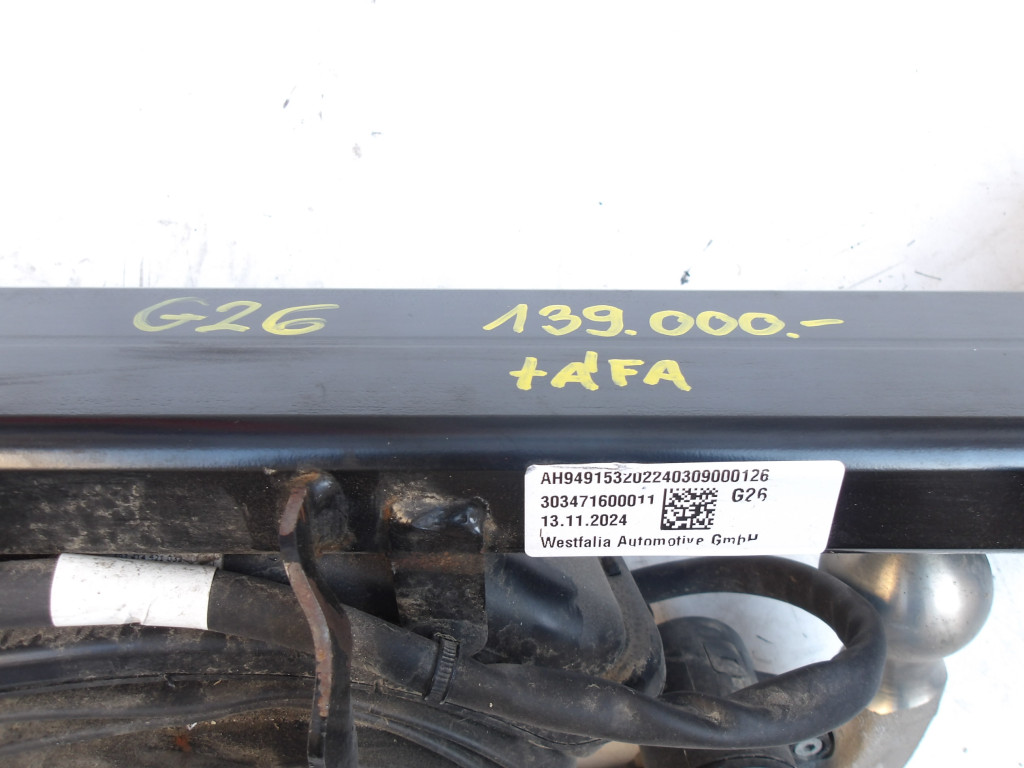 G26 139.000.-
+AFA
AH949153202240309000126
303471600011 G26
13.11.2024
Westfalia Automotive GmbH